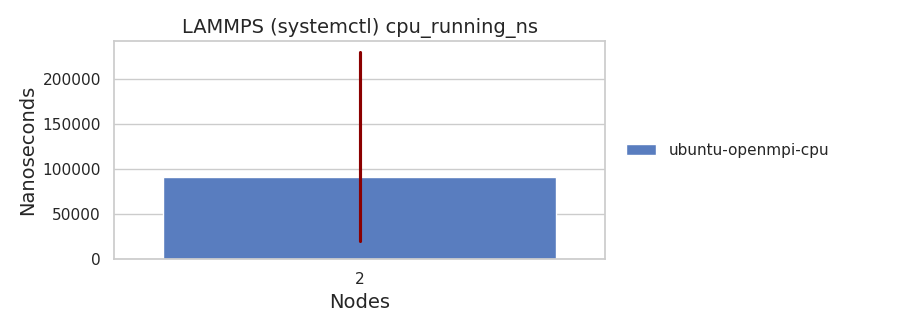 LAMMPS (systemctl) cpu_running_ns
Nanoseconds
200000
150000
100000
50000
0
2
Nodes
ubuntu-openmpi-cpu